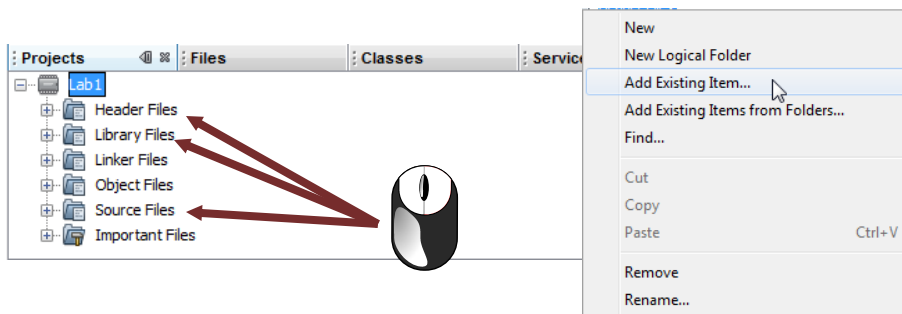 Projects Files Classes Service
Lab1
Header Files
Library Files
Linker Files
Object Files
Source Files
Important Files
New
New Logical Folder
Add Existing Item...
Add Existing Items from Folders...
Find...
Cut
Copy
Paste Ctrl+V
Remove
Rename...